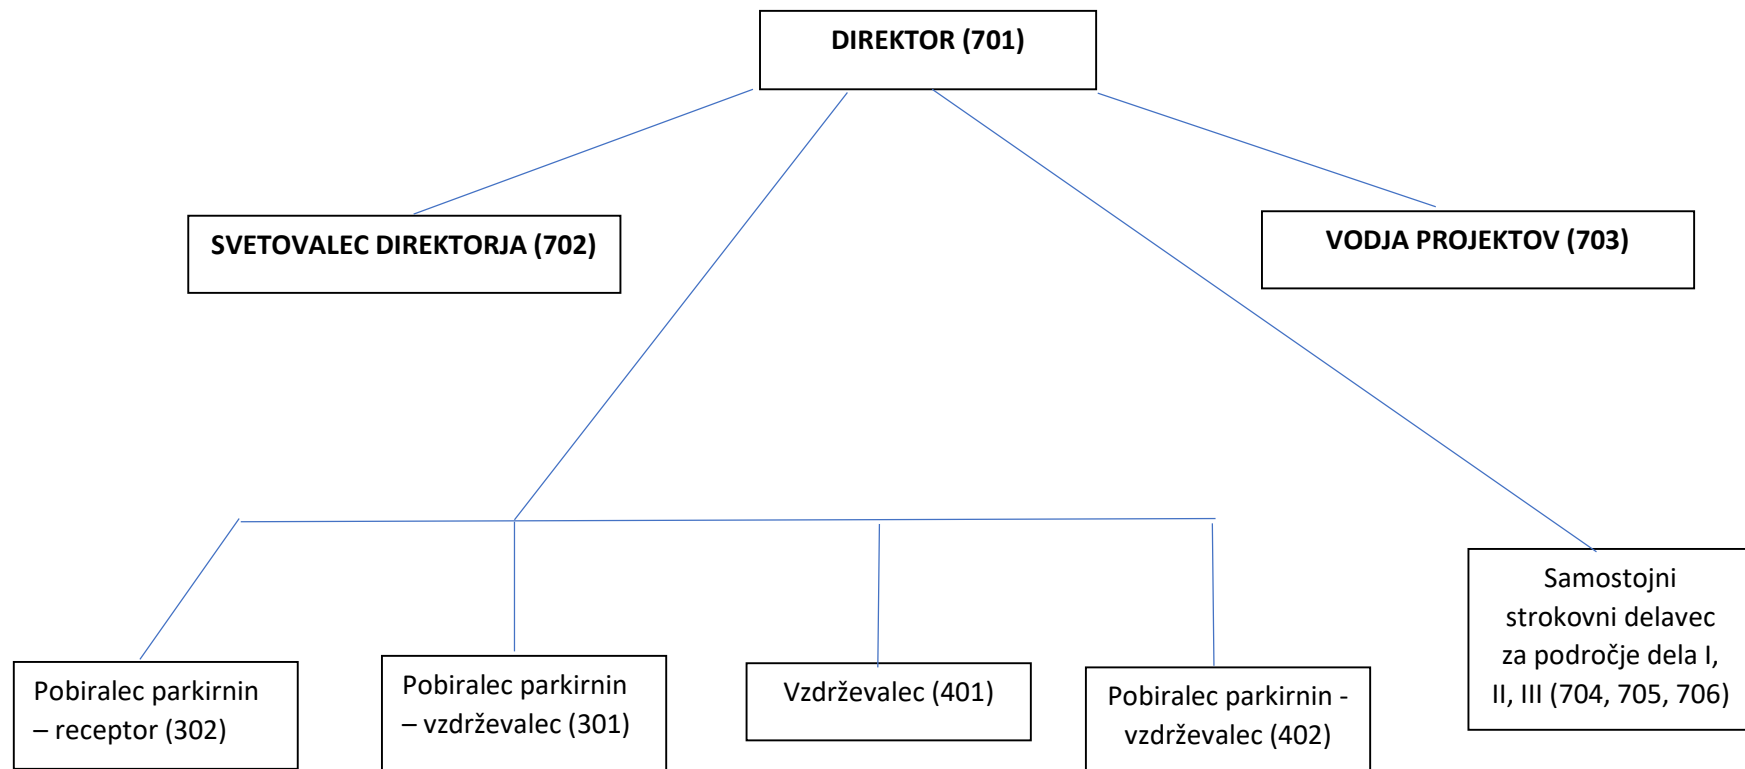 DIREKTOR (701)
SVETOVALEC DIREKTORJA (702)
VODJA PROJEKTOV (703)
Pobiralec parkirnin
– receptor (302)
Pobiralec parkirnin
– vzdrževalec (301)
Vzdrževalec (401)
Pobiralec parkirnin -
vzdrževalec (402)
Samostojni
strokovni delavec
za področje dela I,
II, III (704, 705, 706)